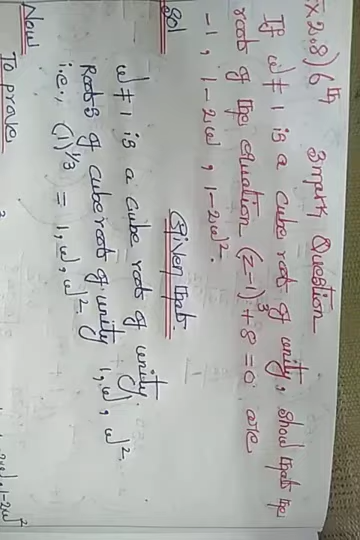 Ex 2.8) 6th 3mark Question
If ω ≠ 1 is a cube root of unity, show that the
roots of the equation (z-1)³ + 8 = 0 are
-1, 1-2ω, 1-2ω².
Sol
Given that.
ω ≠ 1 is a cube root of unity.
Roots of cube root of unity 1, ω, ω².
i.e., (1)^1/3 = 1, ω, ω².
Now
To prove
-2ω²